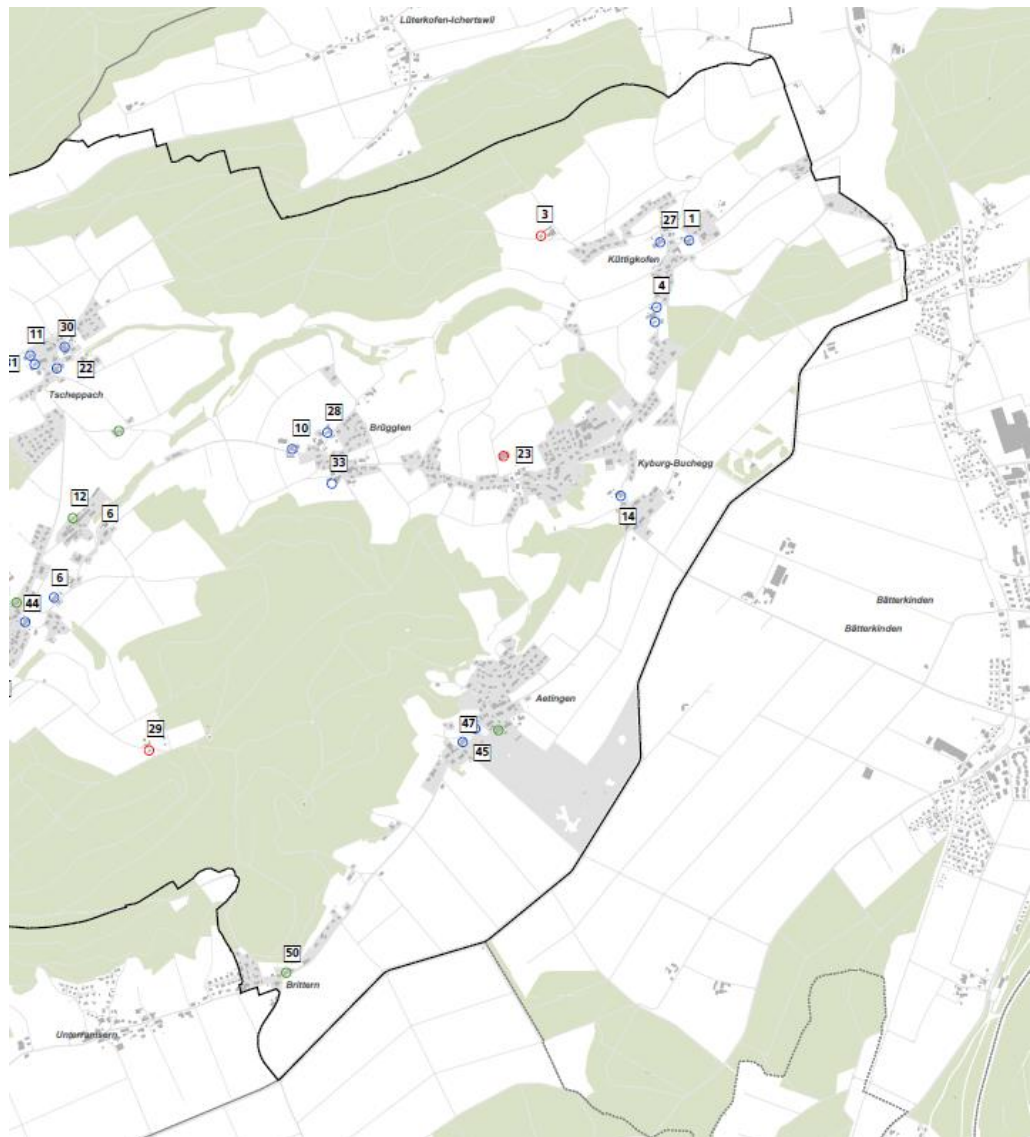 Lüterkofen-Ichertswil
3
27
1
Küttigkofen
4
11
30
22
Tscheppach
28
10
Brügglen
33
23
Kyburg-Buchegg
14
12
6
6
44
Bätterkinden
Bätterkinden
Aetingen
47
45
29
50
Brittern
Unterramsern